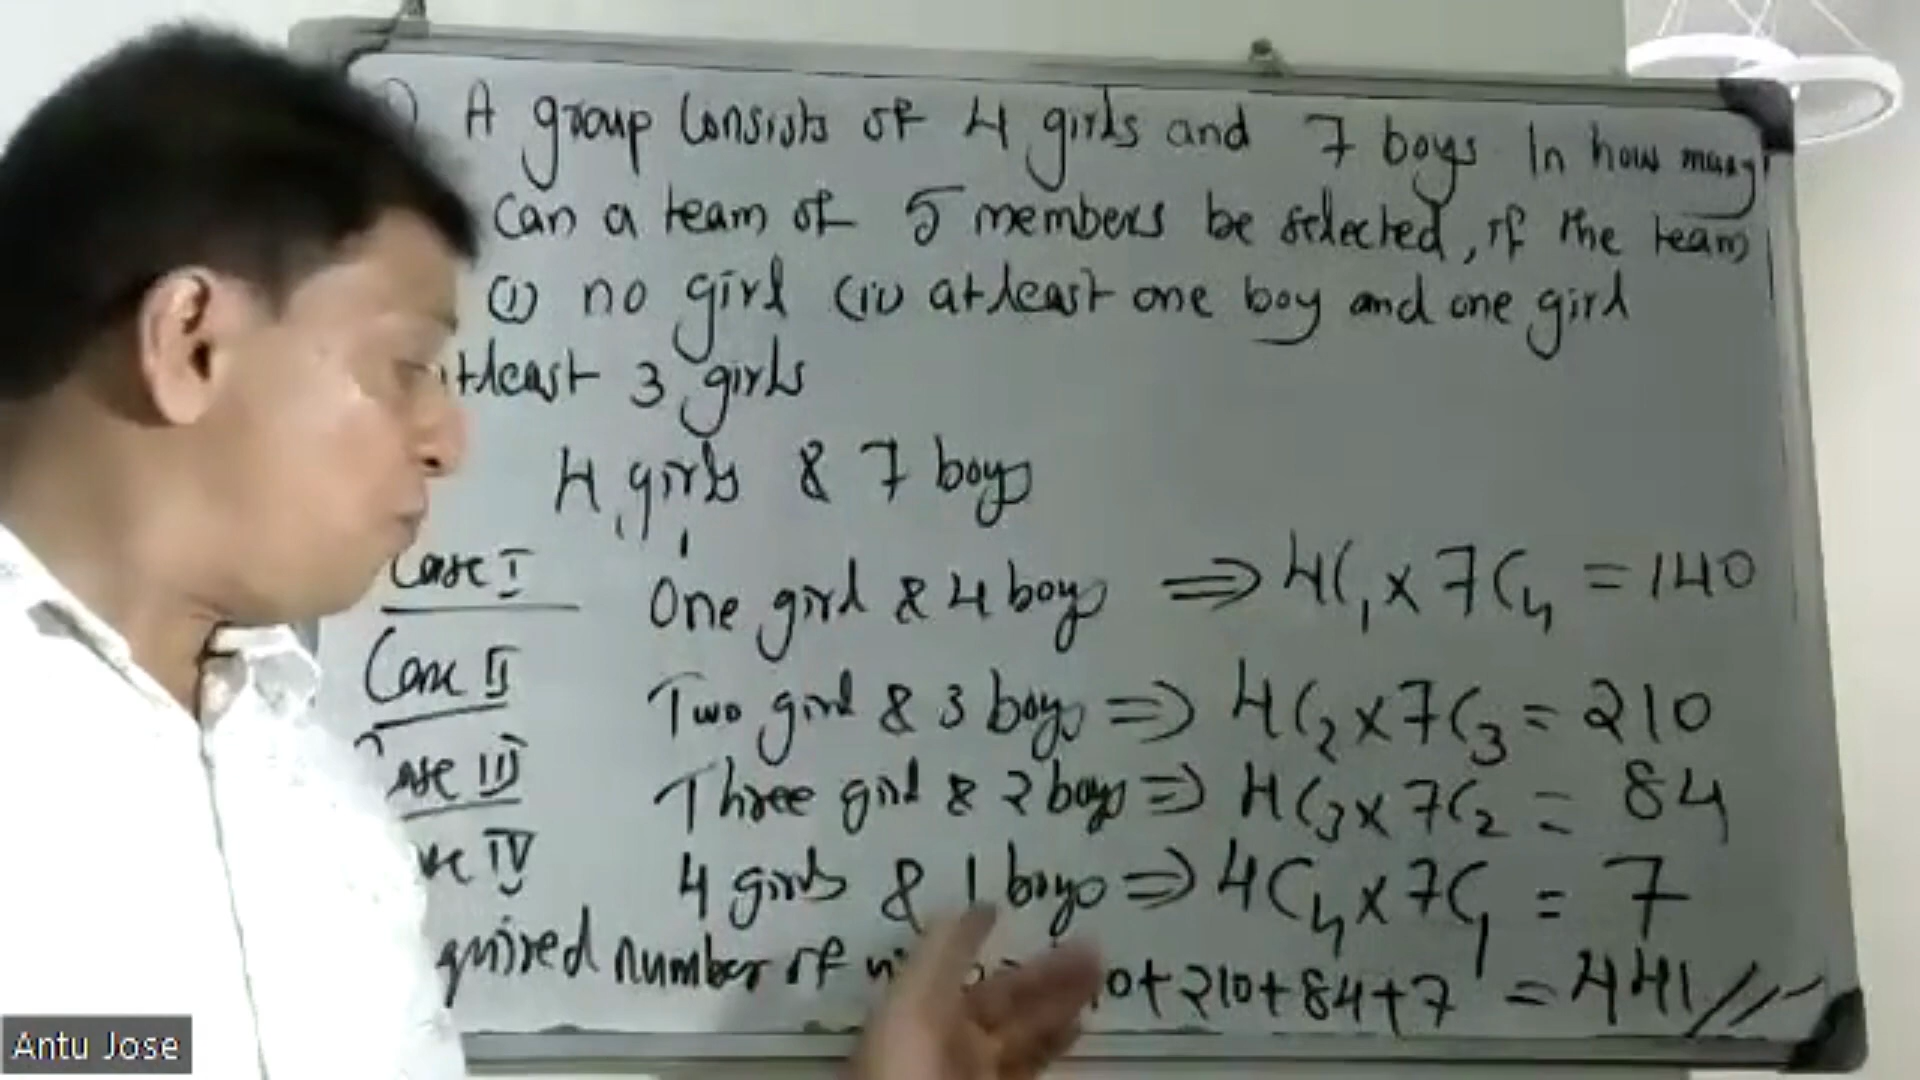 ) A group consists of 4 girls and 7 boys. In how many
can a team of 5 members be selected, if the team
(i) no girl (ii) atleast one boy and one girl
atleast 3 girls
4 girls & 7 boys
Case I One girl & 4 boys ⇒ 4C₁ x 7C₄ = 140
Case II Two girl & 3 boys ⇒ 4C₂ x 7C₃ = 210
Case III Three girl & 2 boys ⇒ 4C₃ x 7C₂ = 84
IV 4 girls & 1 boys ⇒ 4C₄ x 7C₁ = 7
quired number of 0+210+84+7 = 441//
Antu Jose